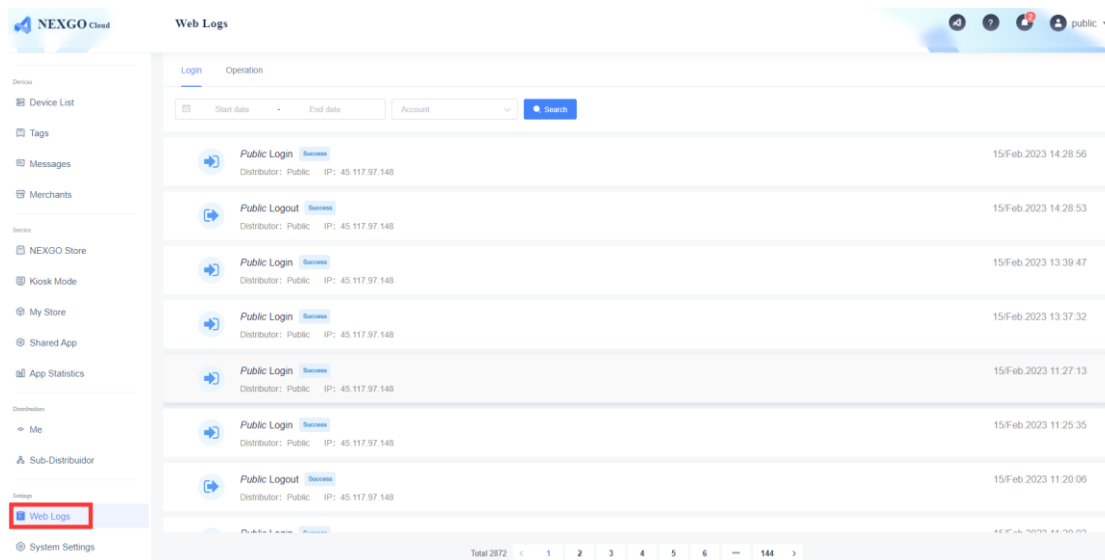 NEXGO Cloud
Web Logs
2
public
Devices
Device List
Tags
Messages
Merchants
Service
NEXGO Store
Kiosk Mode
My Store
Shared App
App Statistics
Distribution
Me
Sub-Distribuidor
Settings
Web Logs
System Settings
Login Operation
Start date - End date Account Search
Public Login Success 15/Feb.2023 14:28:56
Distributor: Public IP: 45.117.97.148
Public Logout Success 15/Feb.2023 14:28:53
Distributor: Public IP: 45.117.97.148
Public Login Success 15/Feb.2023 13:39:47
Distributor: Public IP: 45.117.97.148
Public Login Success 15/Feb.2023 13:37:32
Distributor: Public IP: 45.117.97.148
Public Login Success 15/Feb.2023 11:27:13
Distributor: Public IP: 45.117.97.148
Public Login Success 15/Feb.2023 11:25:35
Distributor: Public IP: 45.117.97.148
Public Logout Success 15/Feb.2023 11:20:06
Distributor: Public IP: 45.117.97.148
Public Login Success
Total 2872 < 1 2 3 4 5 6 ••• 144 >